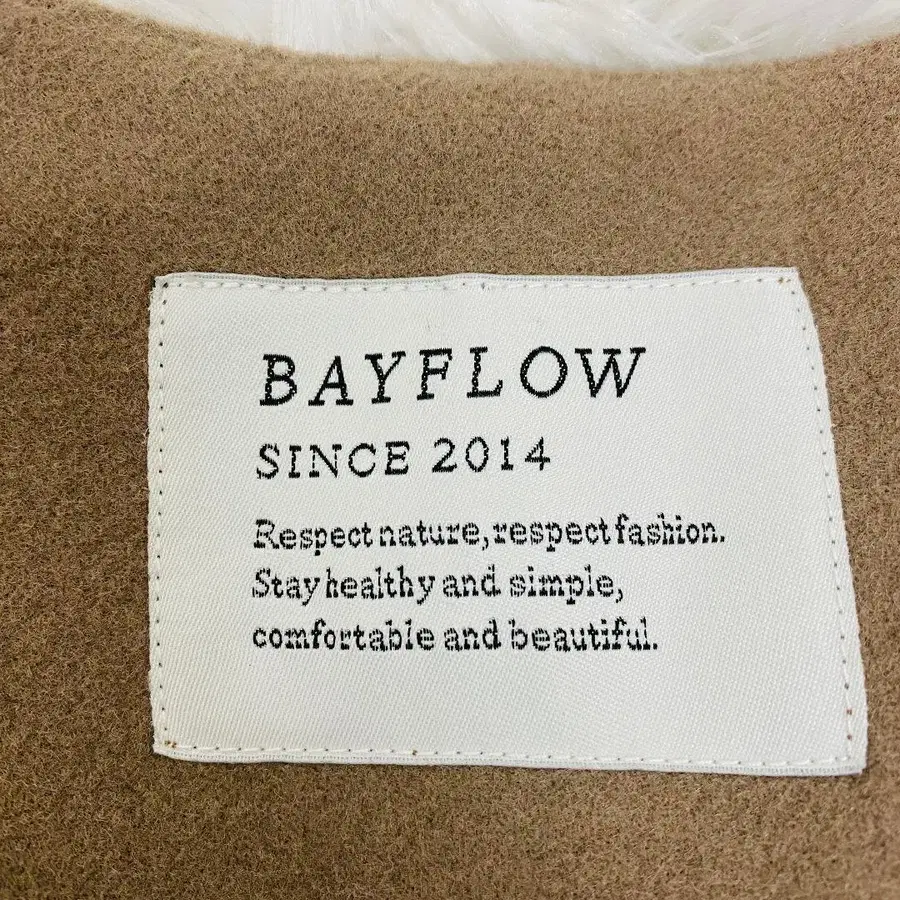 BAYFLOW
SINCE 2014
Respect nature, respect fashion.
Stay healthy and simple,
comfortable and beautiful.